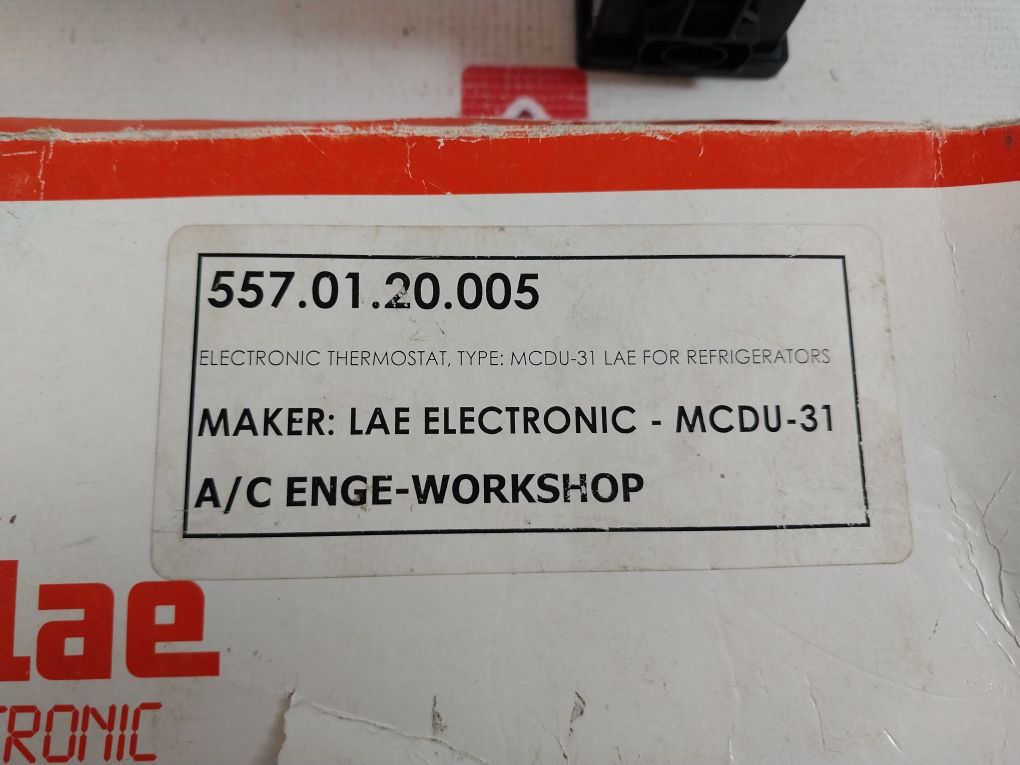 557.01.20.005
ELECTRONIC THERMOSTAT, TYPE: MCDU-31 LAE FOR REFRIGERATORS
MAKER: LAE ELECTRONIC - MCDU-31
A/C ENGE-WORKSHOP
lae
TRONIC